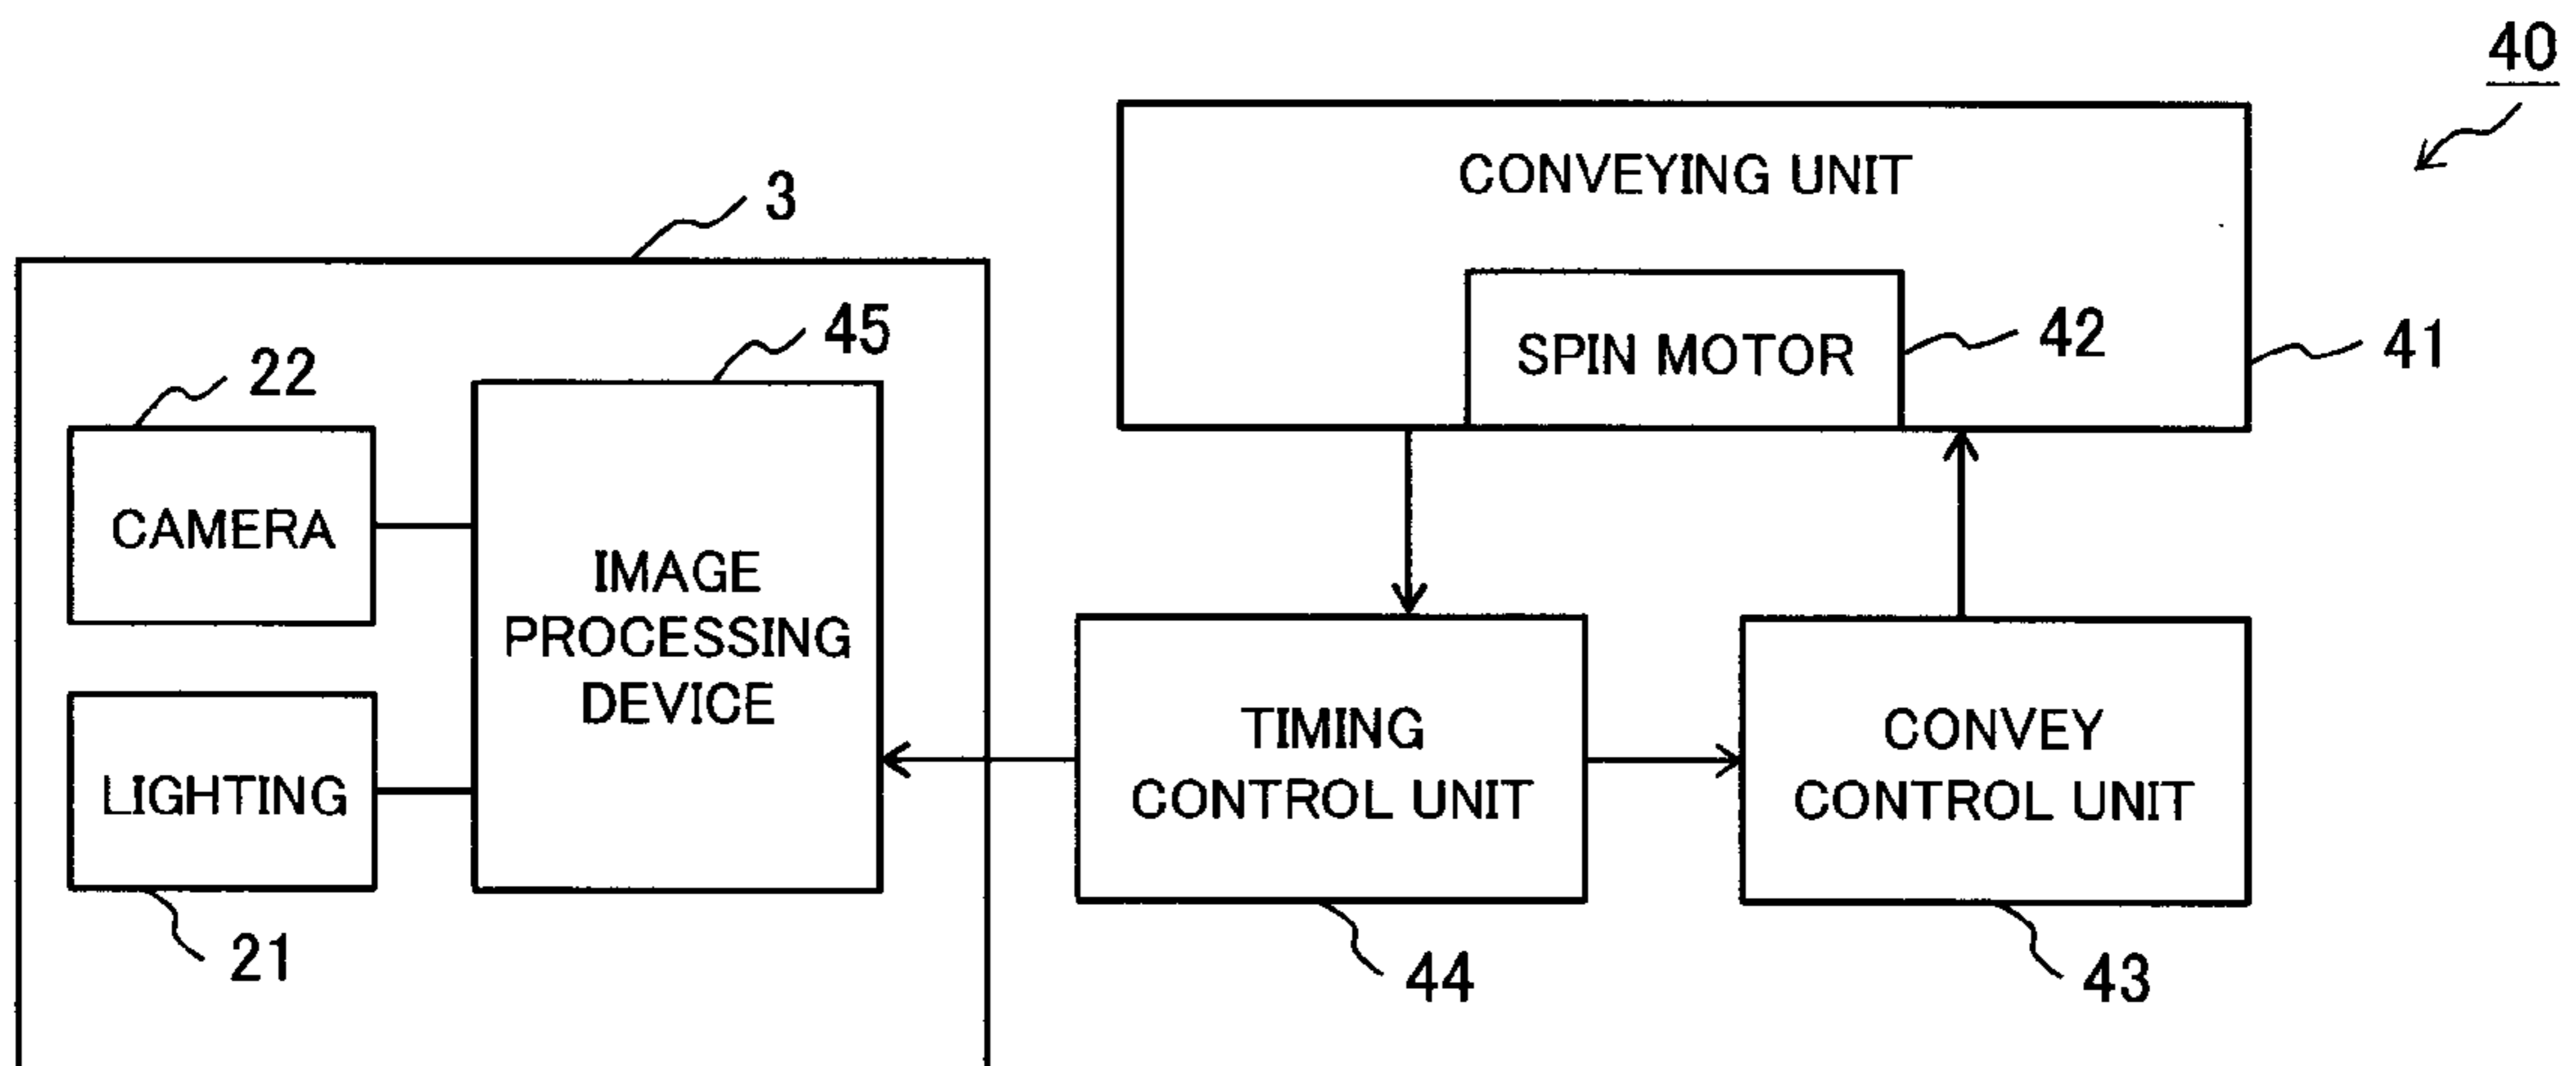 40
CONVEYING UNIT
3
45
42
41
SPIN MOTOR
22
CAMERA
IMAGE
PROCESSING
DEVICE
TIMING
CONTROL UNIT
CONVEY
CONTROL UNIT
LIGHTING
21
44
43